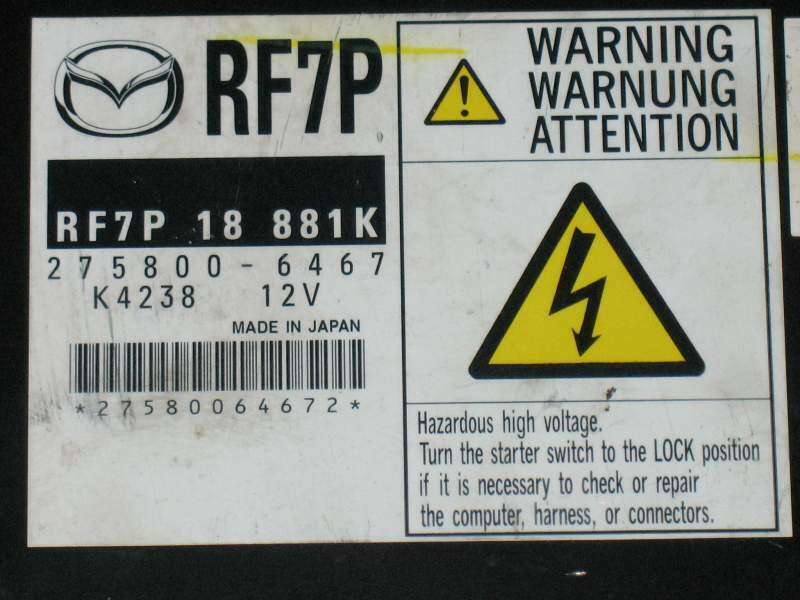 RF7P
RF7P 18 881K
275800-6467
K4238 12V
MADE IN JAPAN
*27580064672*
WARNING
WARNUNG
ATTENTION
Hazardous high voltage.
Turn the starter switch to the LOCK position
if it is necessary to check or repair
the computer, harness, or connectors.